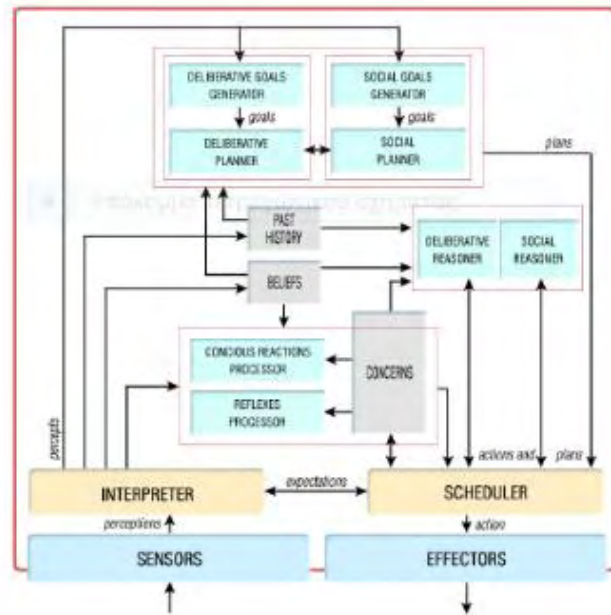 DELIBERATIVE GOALS
GENERATOR
SOCIAL GOALS
GENERATOR
goals
goals
DELIBERATIVE
PLANNER
SOCIAL
PLANNER
plans
PAST
HISTORY
DELIBERATIVE
REASONER
SOCIAL
REASONER
BELIEFS
CONCIOUS REACTIONS
PROCESSOR
CONCERNS
REFLEXES
PROCESSOR
percepts
actions and
plans
INTERPRETER
expectations
SCHEDULER
perceptions
action
SENSORS
EFFECTORS